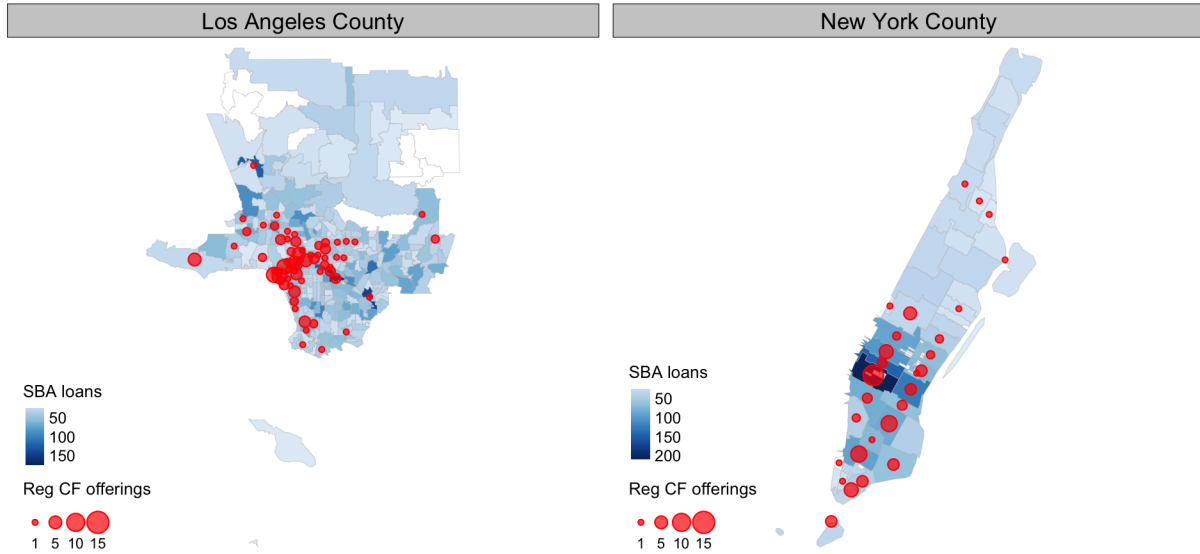 Los Angeles County
SBA loans
50
100
150
Reg CF offerings
1 5 10 15
New York County
SBA loans
50
100
150
200
Reg CF offerings
1 5 10 15